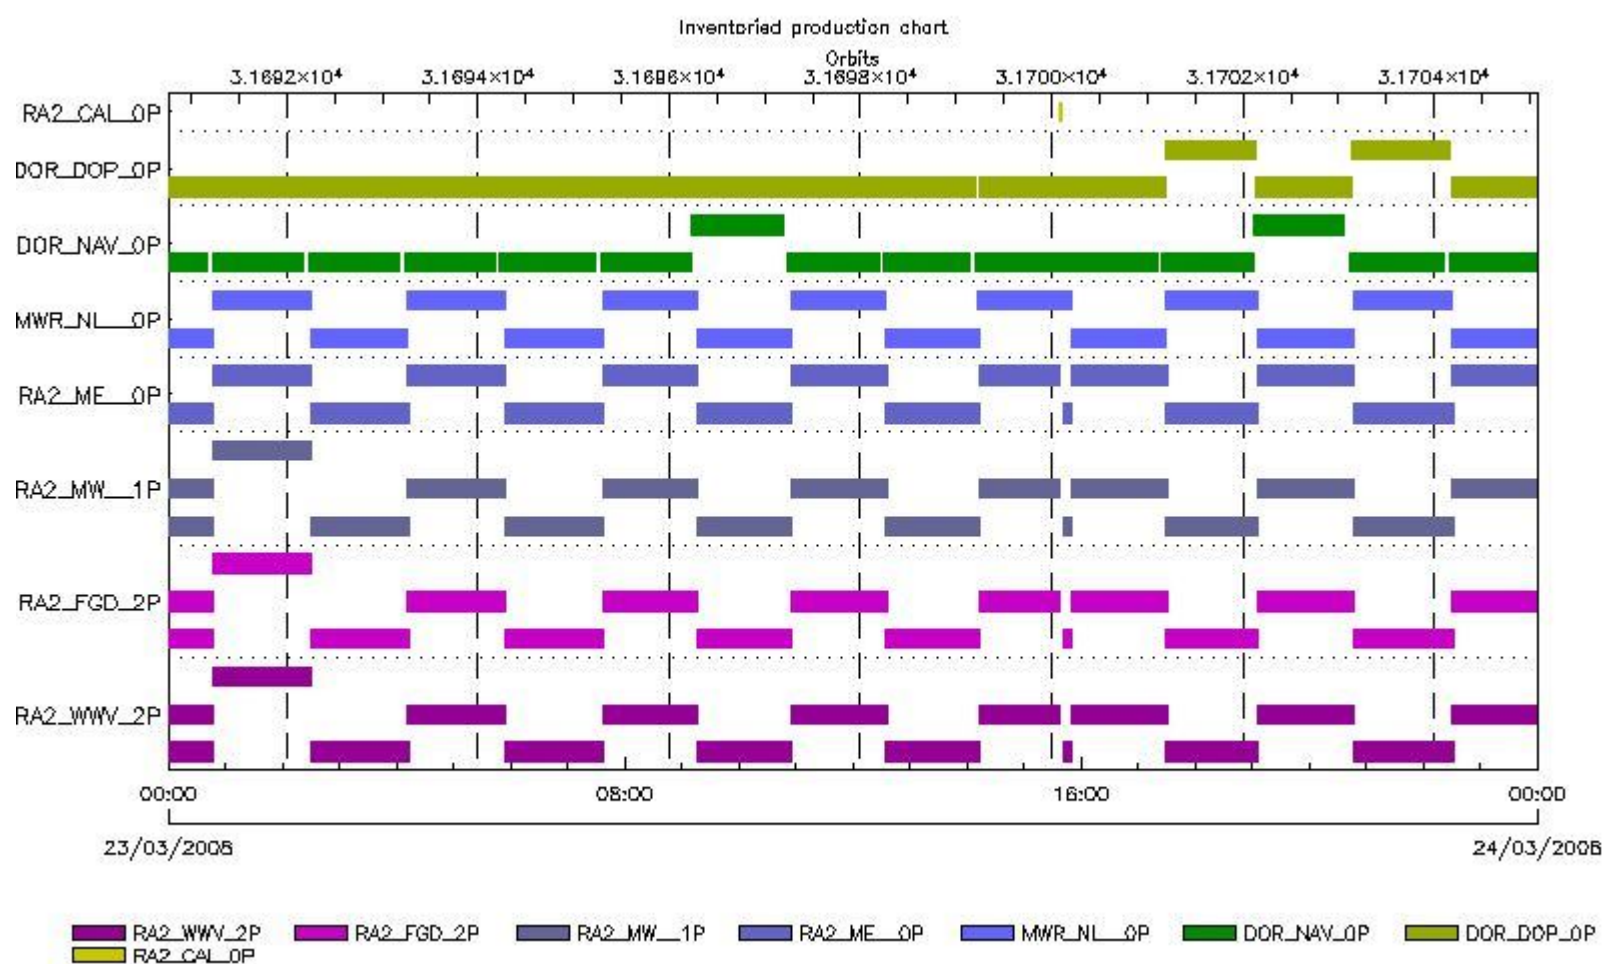 Inventoried production chart
Orbits
3.1692×10⁴ 3.1694×10⁴ 3.1696×10⁴ 3.1698×10⁴ 3.1700×10⁴ 3.1702×10⁴ 3.1704×10⁴
RA2_CAL_0P
DOR_DOP_0P
DOR_NAV_0P
MWR_NL__0P
RA2_ME__0P
RA2_MW__1P
RA2_FGD_2P
RA2_WWV_2P
00:00 08:00 16:00 00:00
23/03/2008 24/03/2008
RA2_WWV_2P RA2_FGD_2P RA2_MW__1P RA2_ME__0P MWR_NL__0P DOR_NAV_0P DOR_DOP_0P
RA2_CAL_0P